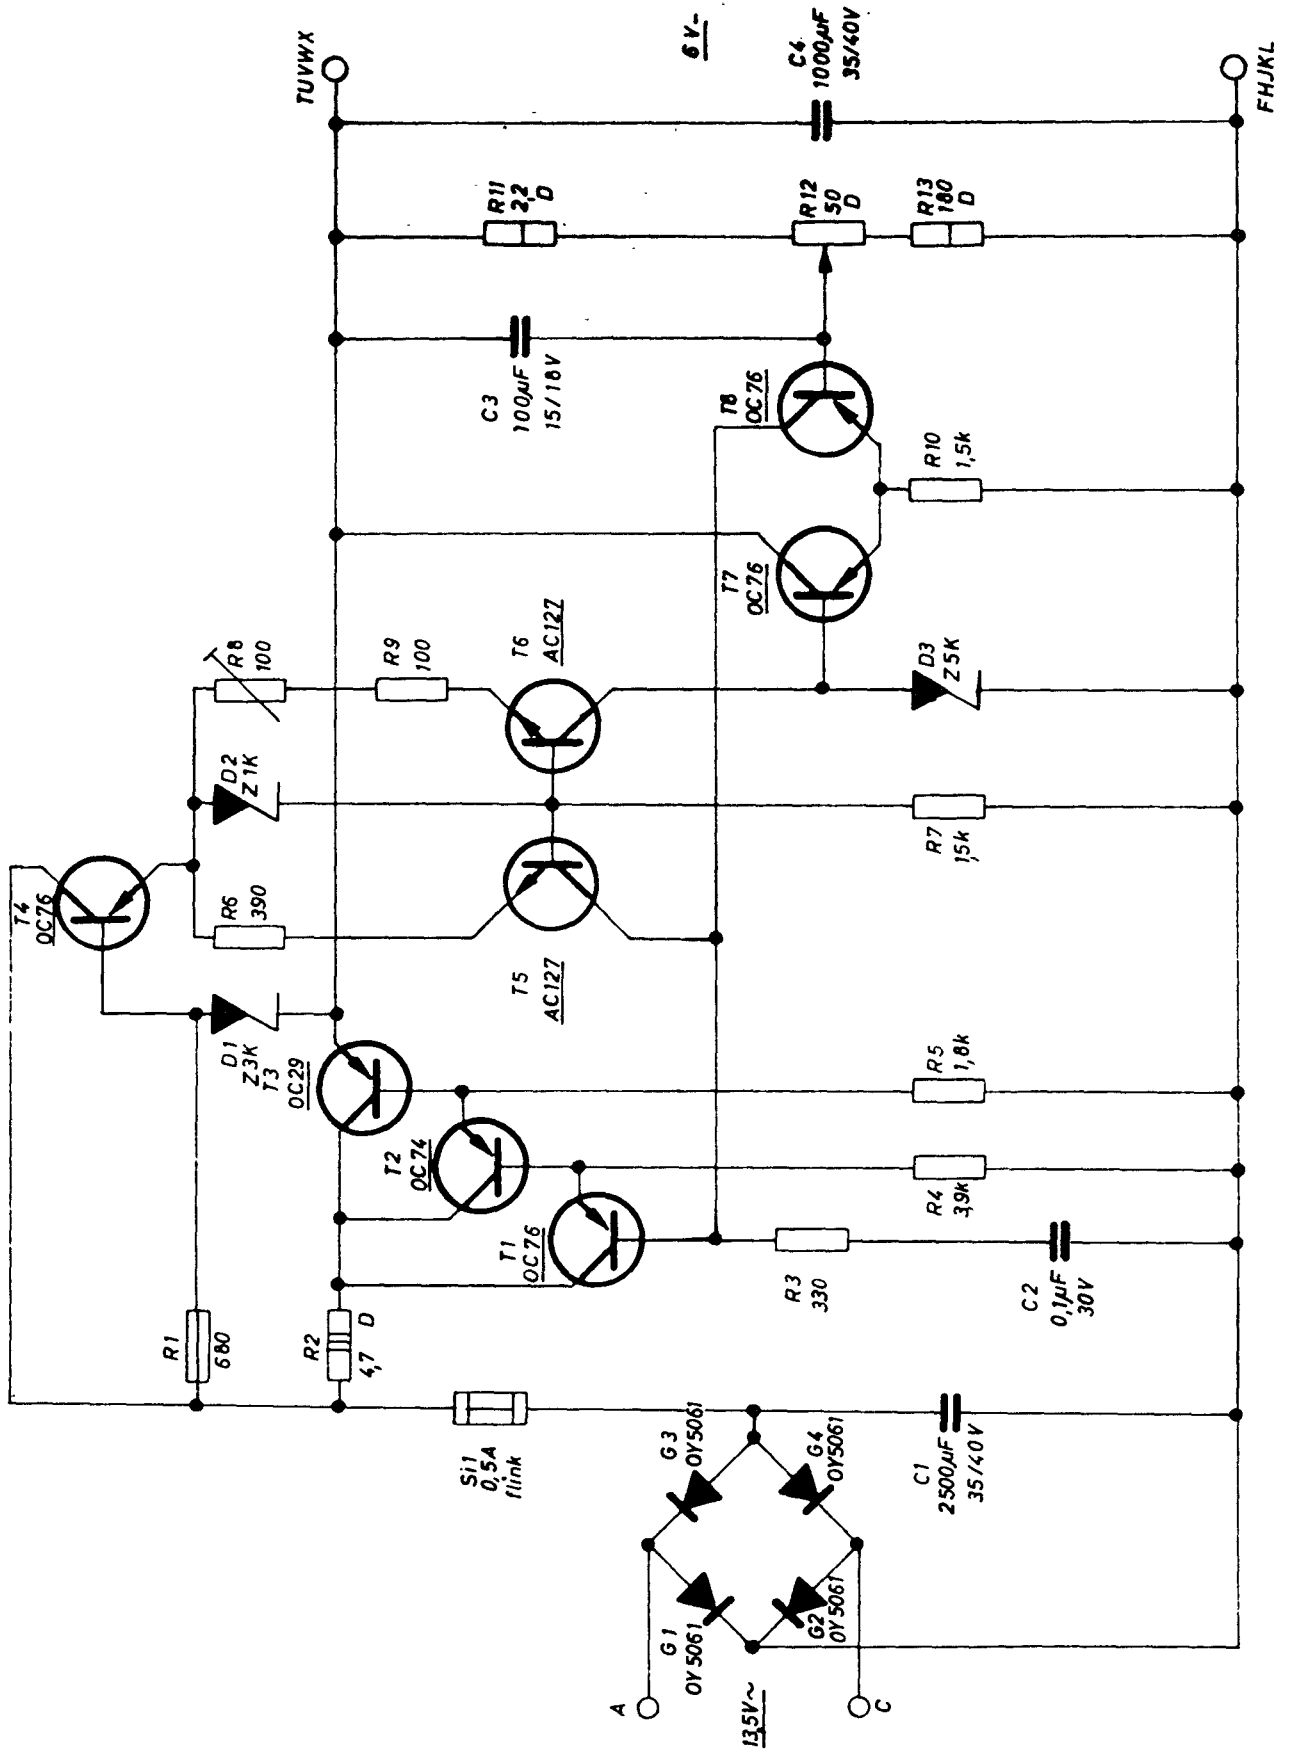 A
C
13,5V~
G1
OY5061
G2
OY5061
G3
OY5061
G4
OY5061
C1
2500µF
35/40V
Si1
0,5A
flink
R1
680
R2
4,7
D
R3
330
C2
0,1µF
30V
T1
OC76
T2
OC74
R4
3,9k
R5
1,8k
D1
Z3K
T3
OC29
T4
OC76
R6
390
T5
AC127
D2
Z1K
R7
15k
R8
100
R9
100
T6
AC127
D3
Z5K
T7
OC76
R10
1,5k
T8
OC76
C3
100µF
15/18V
R11
2,2
D
R12
50
D
R13
180
D
C4
1000µF
35/40V
6V-
TUVWX
FHJKL